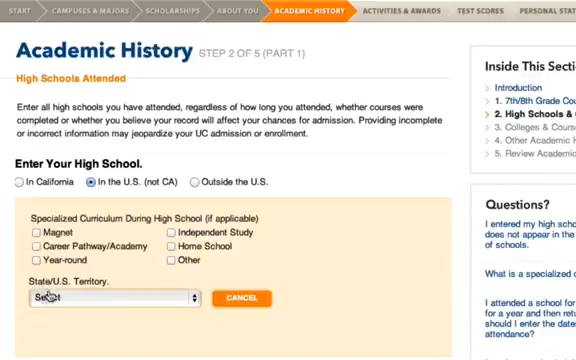 START CAMPUSES & MAJORS SCHOLARSHIPS ABOUT YOU ACADEMIC HISTORY ACTIVITIES & AWARDS TEST SCORES PERSONAL
Academic History STEP 2 OF 5 (PART 1)
High Schools Attended
Enter all high schools you have attended, regardless of how long you attended, whether courses were
completed or whether you believe your record will affect your chances for admission. Providing incomplete
or incorrect information may jeopardize your UC admission or enrollment.
Enter Your High School.
In California In the U.S. (not CA) Outside the U.S.
Specialized Curriculum During High School (if applicable)
Magnet Independent Study
Career Pathway/Academy Home School
Year-round Other
State/U.S. Territory.
Select CANCEL
Inside This
Introduction
1. 7th/8th Grade
2. High Schools &
3. Colleges &
4. Other Academic
5. Review
Questions?
I entered my high
does not appear in the
of schools.
What is a specialized
I attended a school for
for a year and then
should I enter the
attendance?